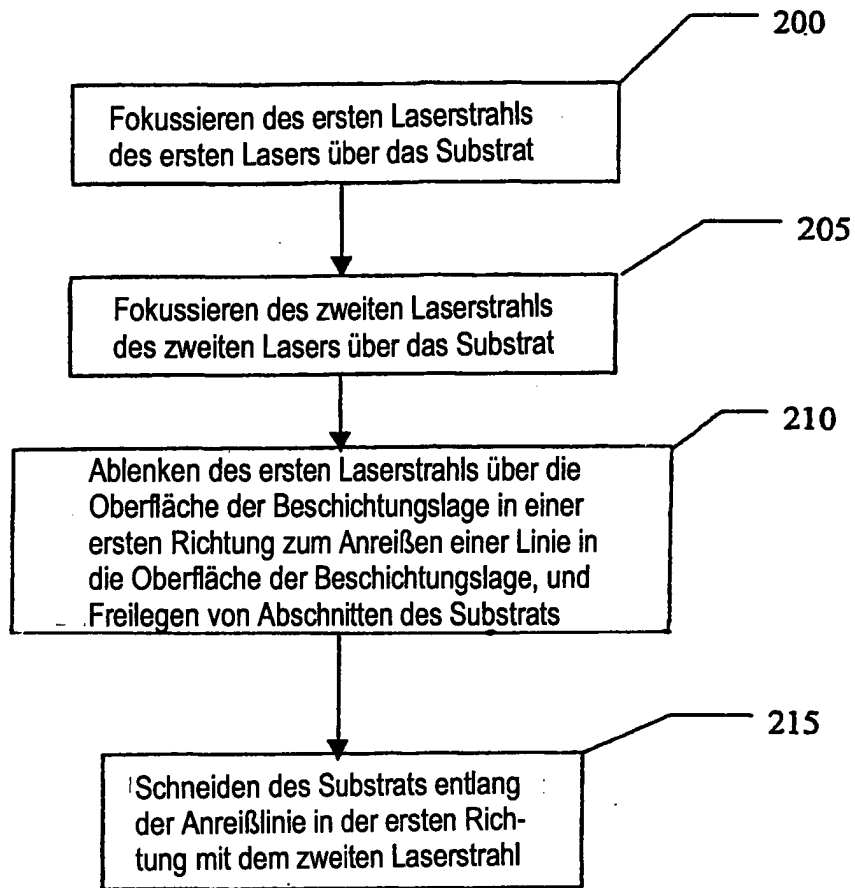 200
Fokussieren des ersten Laserstrahls
des ersten Lasers über das Substrat
205
Fokussieren des zweiten Laserstrahls
des zweiten Lasers über das Substrat
210
Ablenken des ersten Laserstrahls über die
Oberfläche der Beschichtungslage in einer
ersten Richtung zum Anreißen einer Linie in
die Oberfläche der Beschichtungslage, und
Freilegen von Abschnitten des Substrats
215
Schneiden des Substrats entlang
der Anreißlinie in der ersten Rich-
tung mit dem zweiten Laserstrahl